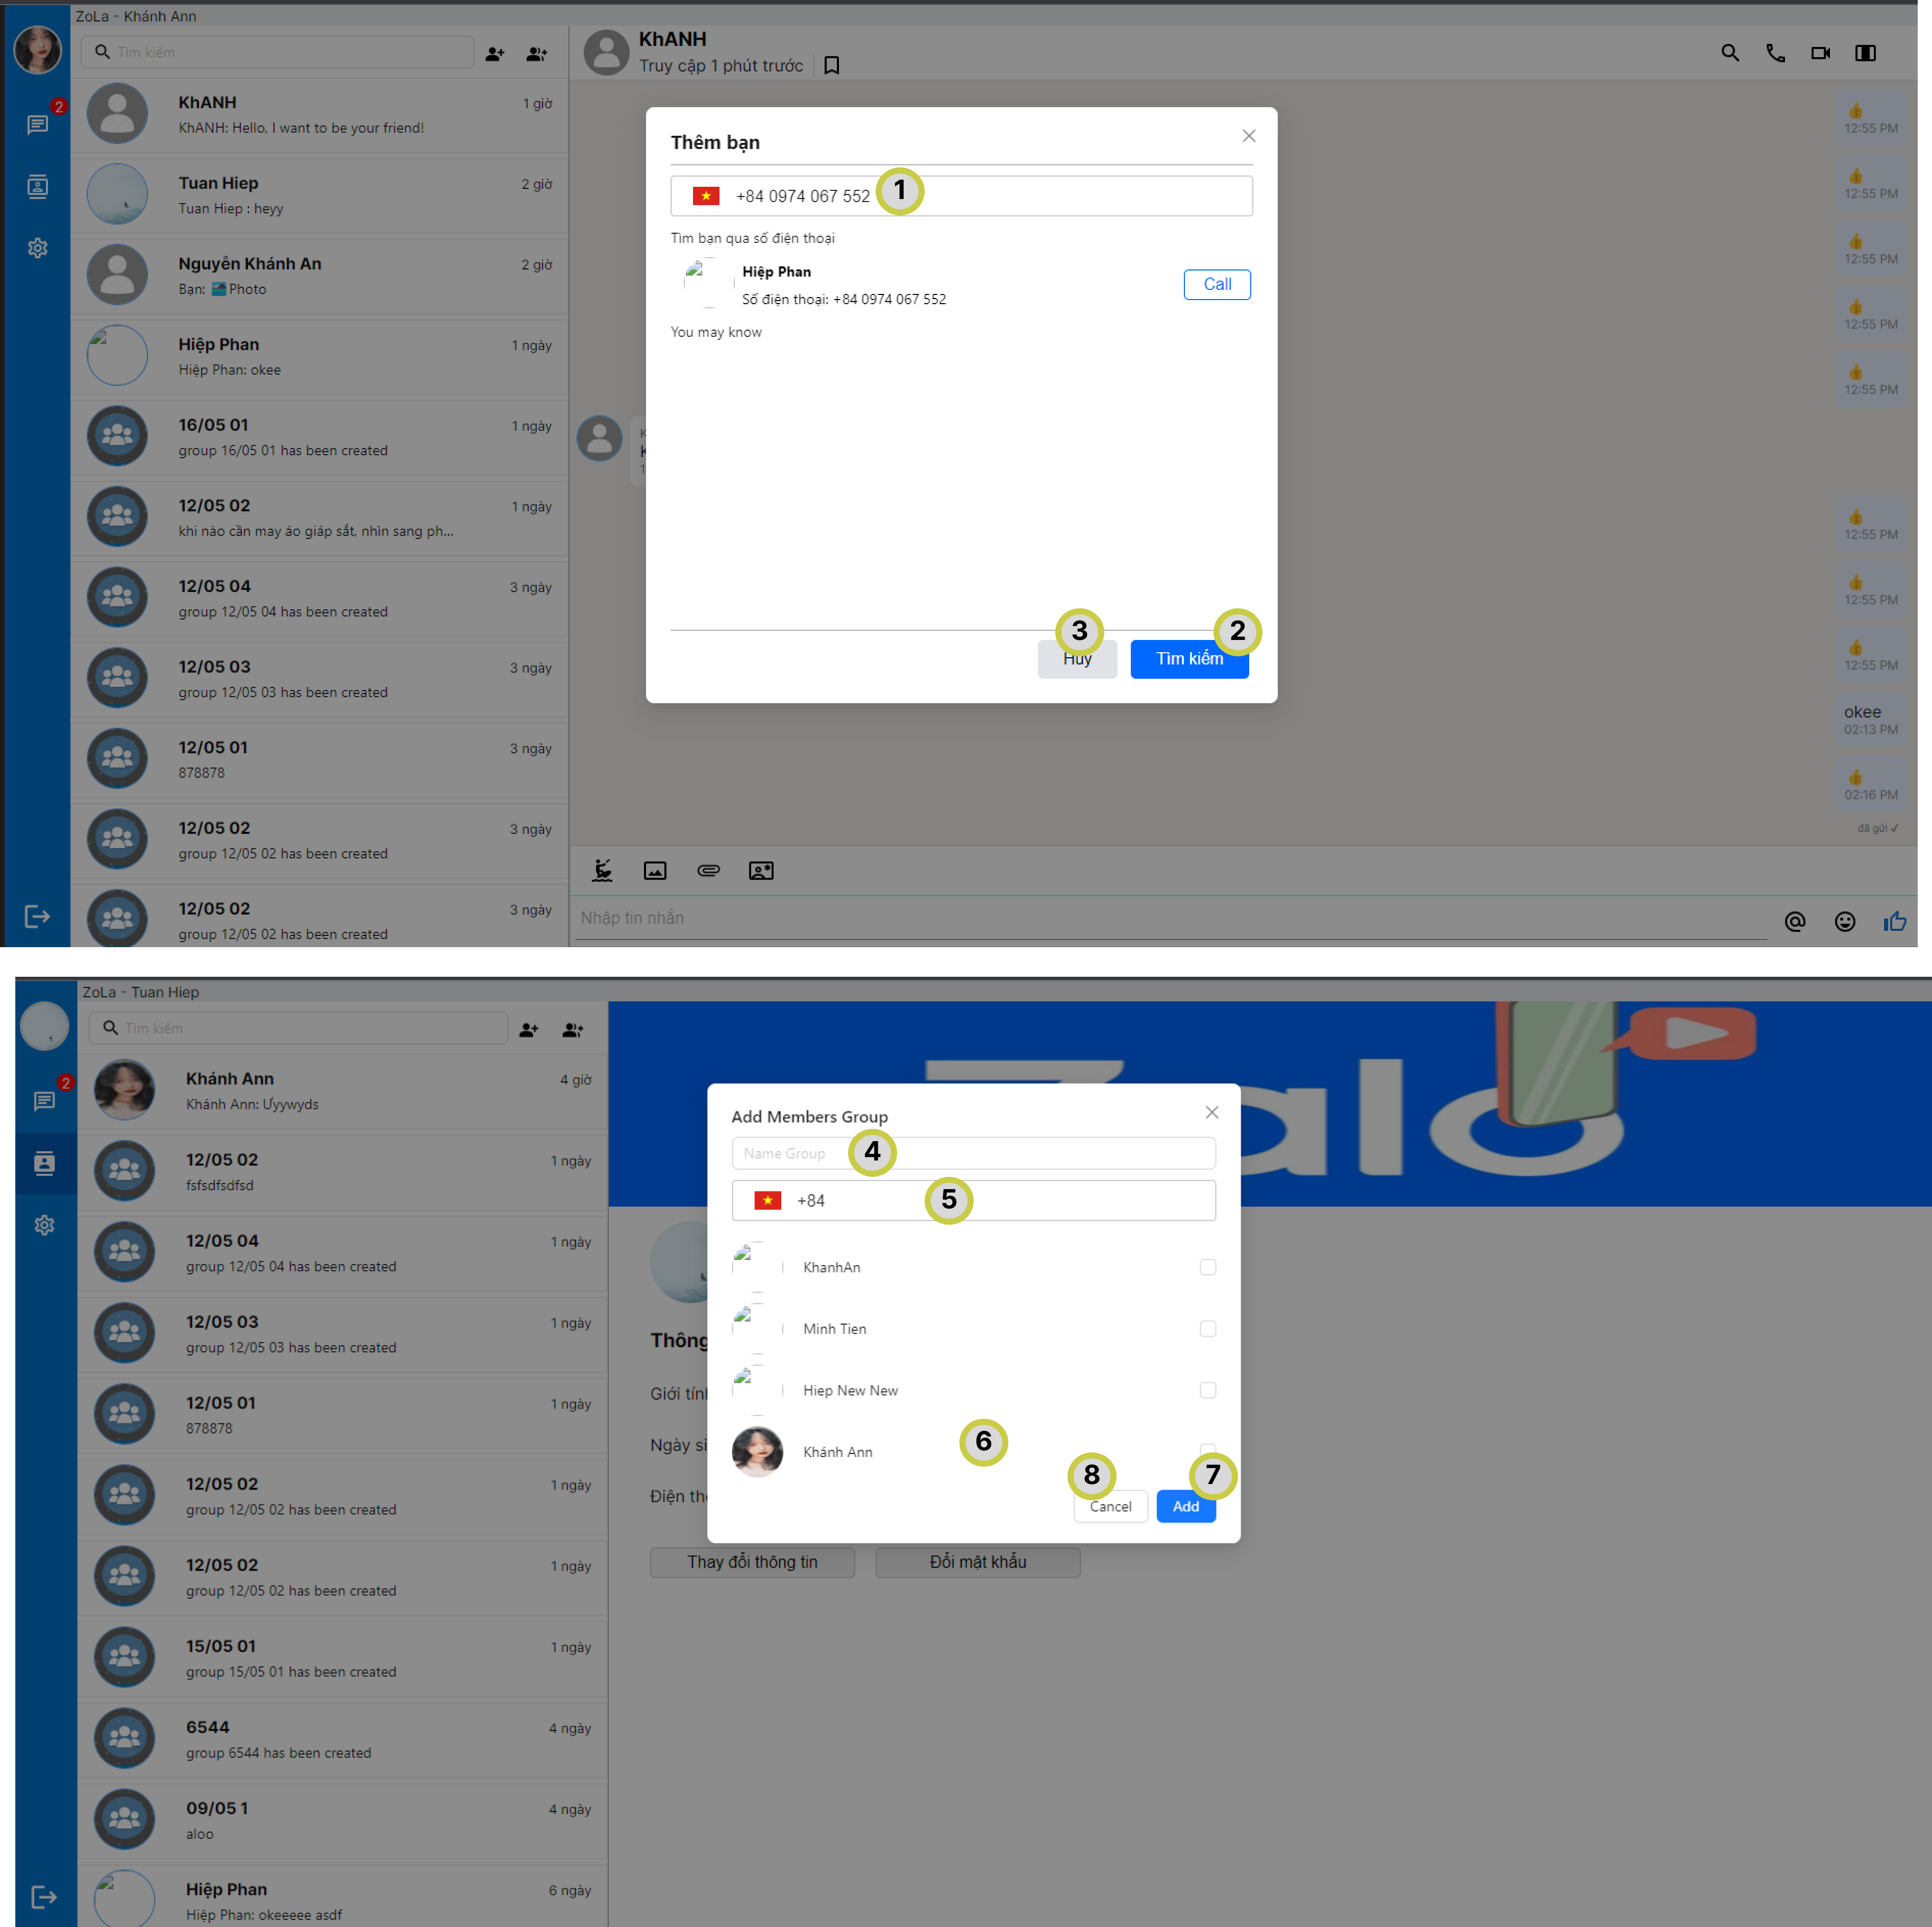 ZoLa - Khánh Ann
Tìm kiếm
2
KhANH
1 giờ
KhANH: Hello, I want to be your friend!
Tuan Hiep
2 giờ
Tuan Hiep : heyy
Nguyễn Khánh An
2 giờ
Bạn: Photo
Hiệp Phan
1 ngày
Hiệp Phan: okee
16/05 01
1 ngày
group 16/05 01 has been created
12/05 02
1 ngày
khi nào cần may áo giáp sắt, nhìn sang ph...
12/05 04
3 ngày
group 12/05 04 has been created
12/05 03
3 ngày
group 12/05 03 has been created
12/05 01
3 ngày
878878
12/05 02
3 ngày
group 12/05 02 has been created
12/05 02
3 ngày
group 12/05 02 has been created
KhANH
Truy cập 1 phút trước
Thêm bạn
+84 0974 067 552
1
Tìm bạn qua số điện thoại
Hiệp Phan
Call
Số điện thoại: +84 0974 067 552
You may know
3
2
Hủy
Tìm kiếm
12:55 PM
12:55 PM
12:55 PM
12:55 PM
12:55 PM
12:55 PM
12:55 PM
12:55 PM
okee
02:13 PM
02:16 PM
đã gửi ✓
Nhập tin nhắn
ZoLa - Tuan Hiep
Tìm kiếm
2
Khánh Ann
4 giờ
Khánh Ann: Uỳywyds
12/05 02
1 ngày
fsfsdfsdfsd
12/05 04
1 ngày
group 12/05 04 has been created
12/05 03
1 ngày
group 12/05 03 has been created
12/05 01
1 ngày
878878
12/05 02
1 ngày
group 12/05 02 has been created
12/05 02
1 ngày
group 12/05 02 has been created
15/05 01
1 ngày
group 15/05 01 has been created
6544
4 ngày
group 6544 has been created
09/05 1
4 ngày
aloo
Hiệp Phan
6 ngày
Hiệp Phan: okeeeee asdf
Zalo
Add Members Group
Name Group
4
+84
5
KhanhAn
Minh Tien
Hiep New New
Khánh Ann
6
8
7
Cancel
Add
Thông
Giới tính
Ngày si
Điện tho
Thay đổi thông tin
Đổi mật khẩu